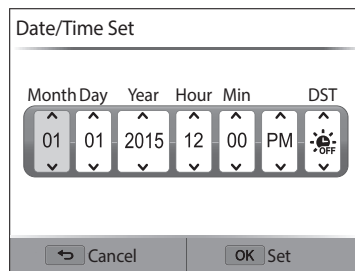 Date/Time Set
Month Day Year Hour Min DST
01 01 2015 12 00 PM OFF
Cancel OK Set